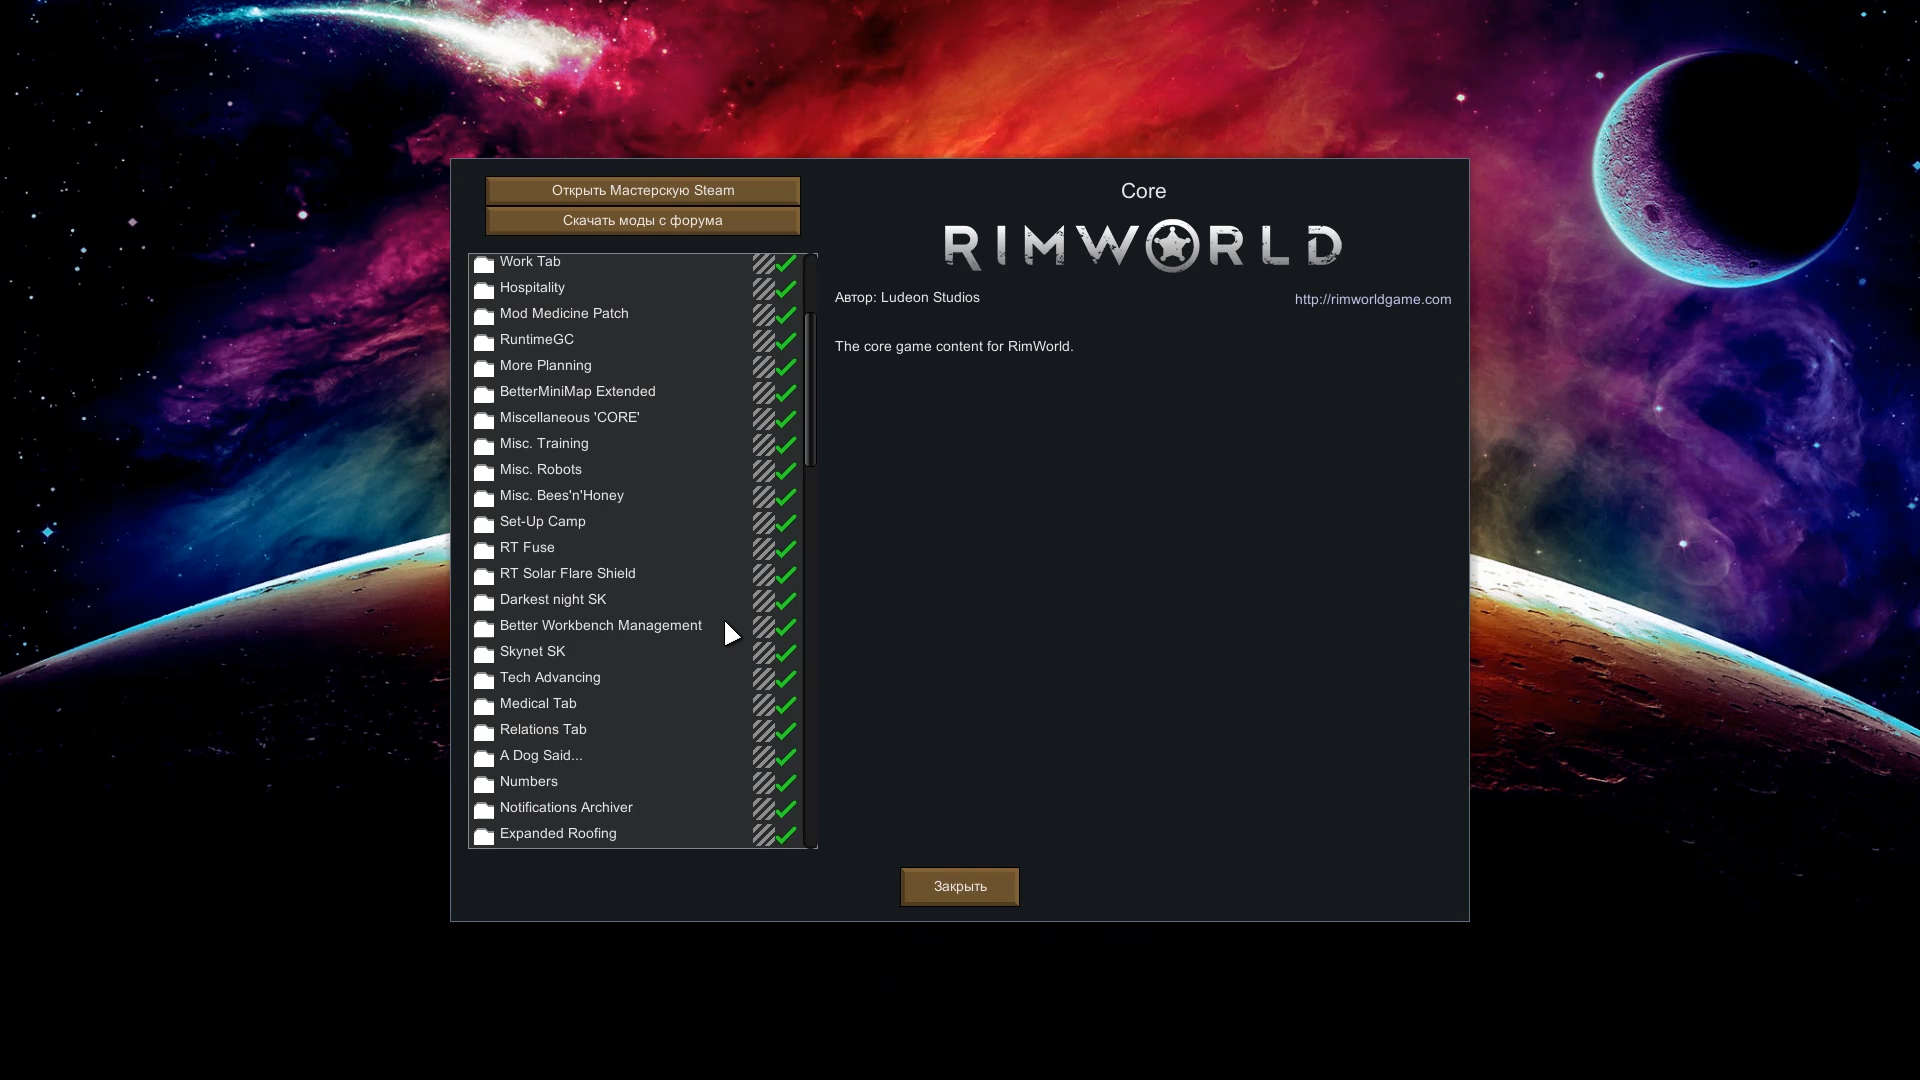 Открыть Мастерскую Steam
Скачать моды с форума
Work Tab
Hospitality
Mod Medicine Patch
RuntimeGC
More Planning
BetterMiniMap Extended
Miscellaneous 'CORE'
Misc. Training
Misc. Robots
Misc. Bees'n'Honey
Set-Up Camp
RT Fuse
RT Solar Flare Shield
Darkest night SK
Better Workbench Management
Skynet SK
Tech Advancing
Medical Tab
Relations Tab
A Dog Said...
Numbers
Notifications Archiver
Expanded Roofing
Core
RIMWORLD
Автор: Ludeon Studios
http://rimworldgame.com
The core game content for RimWorld.
Закрыть